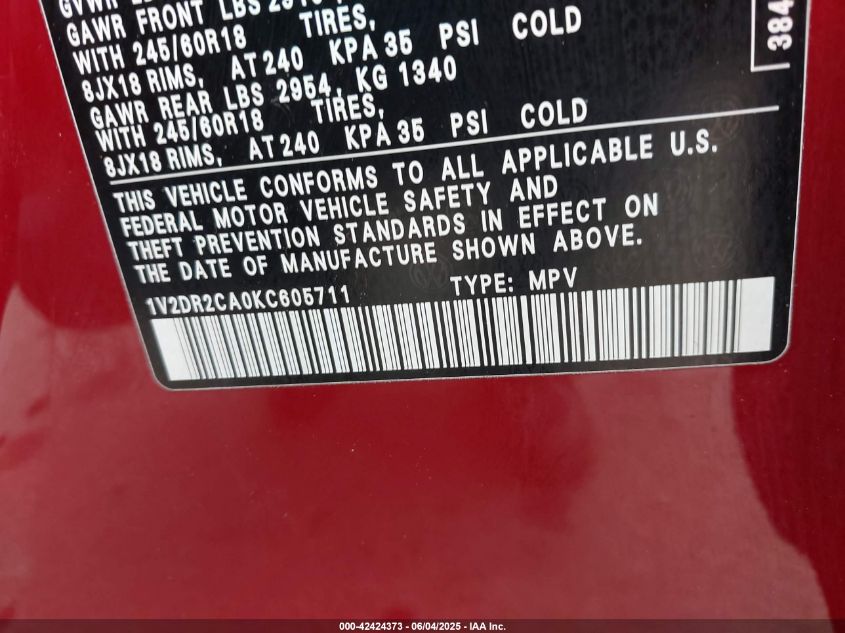 GAWR FRONT LBS
WITH 245/60R18 TIRES,
8JX18 RIMS, AT 240 KPA 35 PSI COLD
GAWR REAR LBS 2954, KG 1340
WITH 245/60R18 TIRES,
8JX18 RIMS, AT 240 KPA 35 PSI COLD
THIS VEHICLE CONFORMS TO ALL APPLICABLE U.S.
FEDERAL MOTOR VEHICLE SAFETY AND
THEFT PREVENTION STANDARDS IN EFFECT ON
THE DATE OF MANUFACTURE SHOWN ABOVE.
1V2DR2CA0KC605711 TYPE: MPV
000-42424373 - 06/04/2025 - IAA Inc.